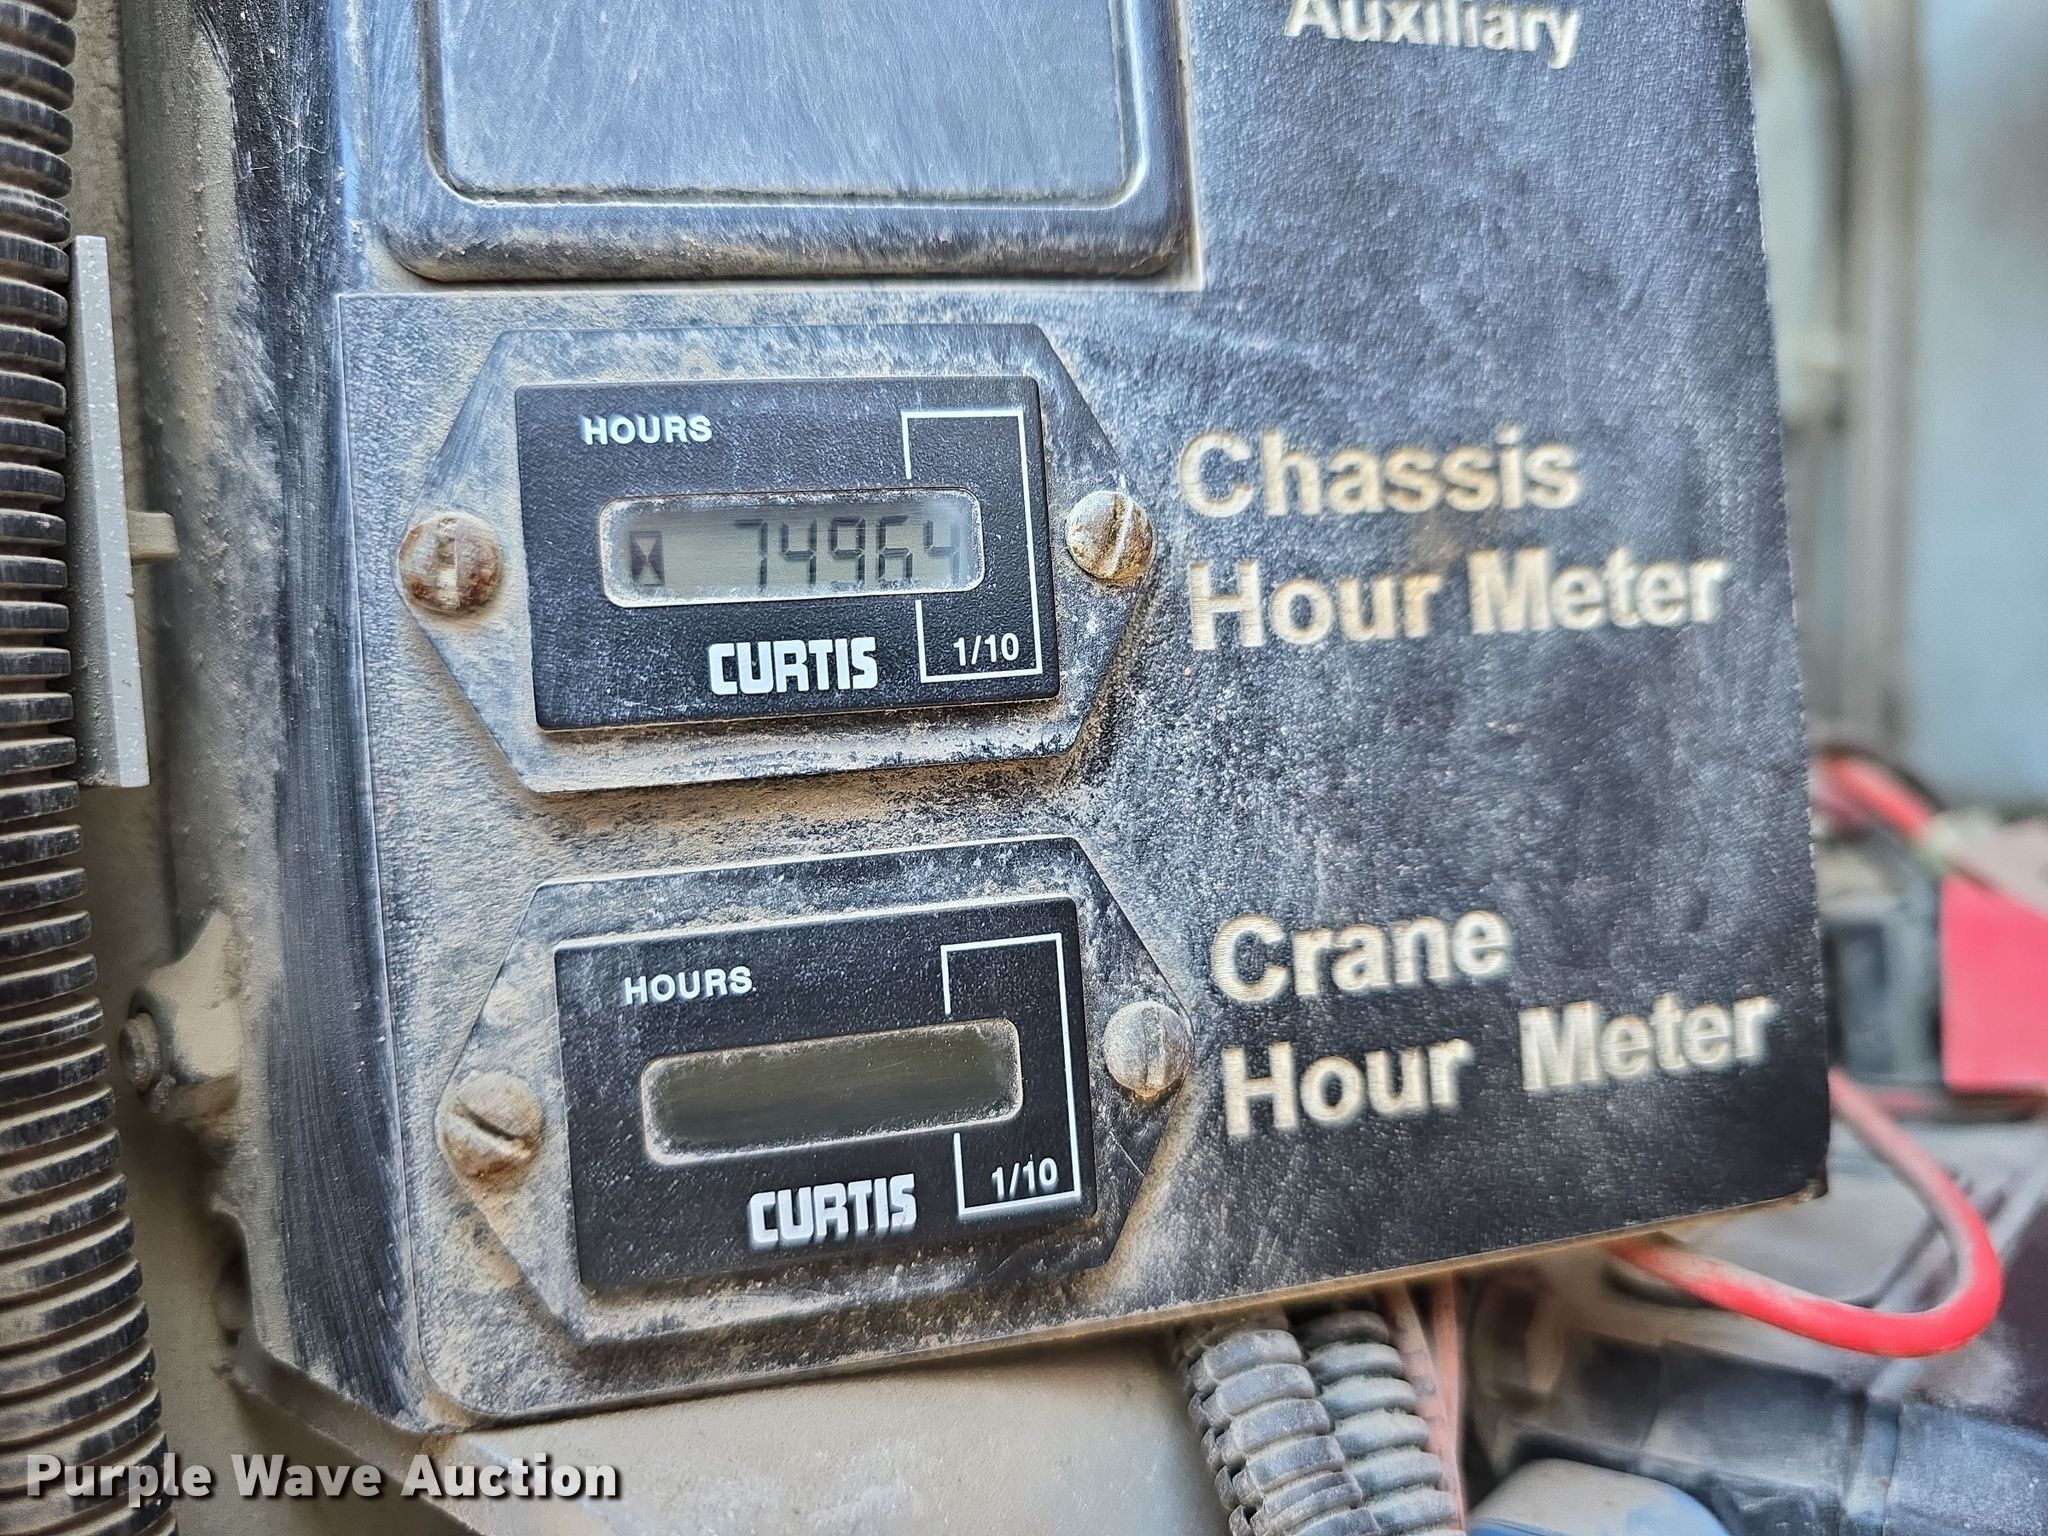 Auxiliary
HOURS
74964
CURTIS
1/10
Chassis
Hour Meter
HOURS
CURTIS
1/10
Crane
Hour Meter
Purple Wave Auction